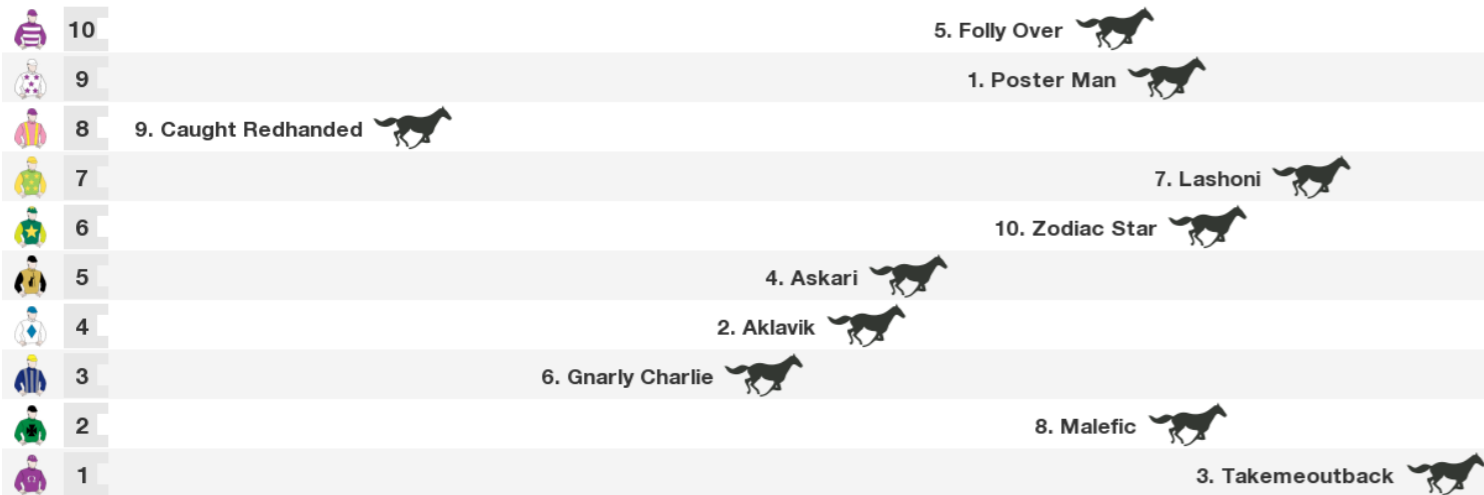 10 5. Folly Over
9 1. Poster Man
8 9. Caught Redhanded
7 7. Lashoni
6 10. Zodiac Star
5 4. Askari
4 2. Aklavik
3 6. Gnarly Charlie
2 8. Malefic
1 3. Takemeoutback